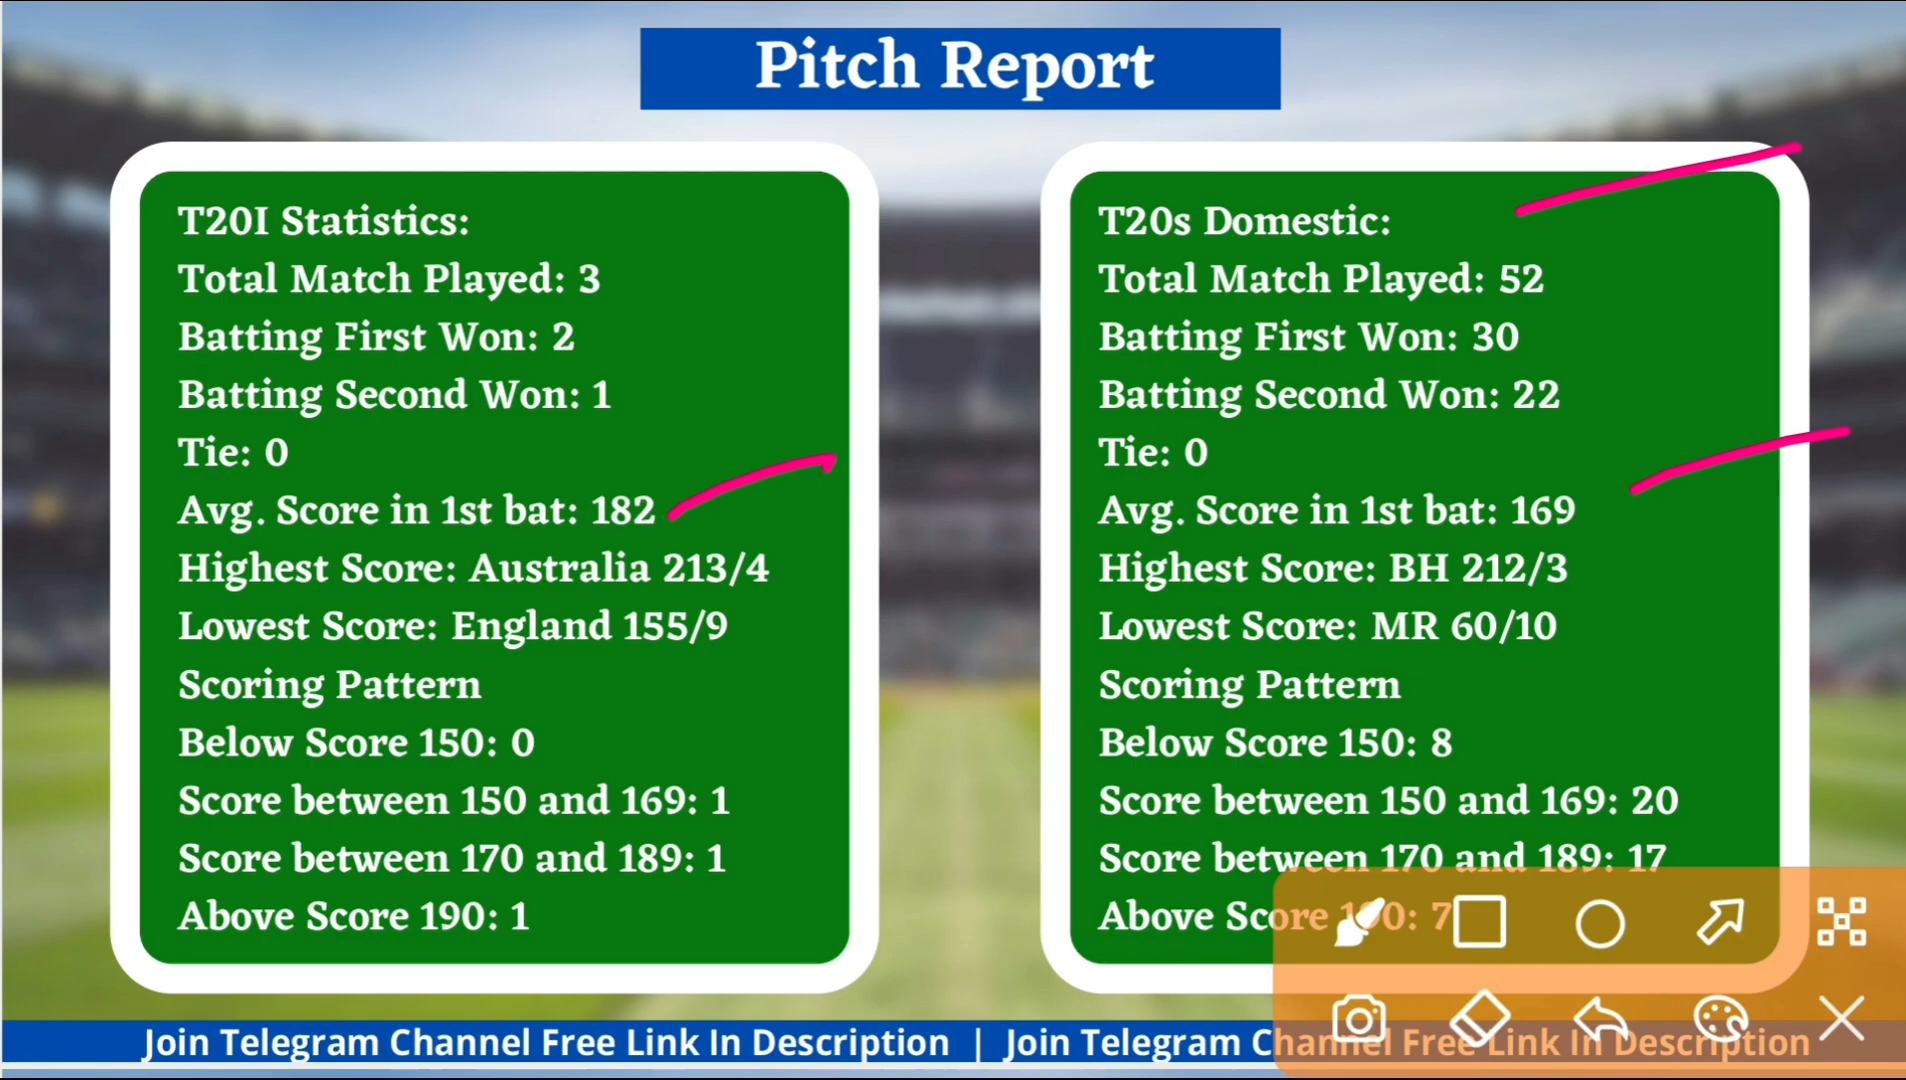 Pitch Report
T20I Statistics:
Total Match Played: 3
Batting First Won: 2
Batting Second Won: 1
Tie: 0
Avg. Score in 1st bat: 182
Highest Score: Australia 213/4
Lowest Score: England 155/9
Scoring Pattern
Below Score 150: 0
Score between 150 and 169: 1
Score between 170 and 189: 1
Above Score 190: 1
T20s Domestic:
Total Match Played: 52
Batting First Won: 30
Batting Second Won: 22
Tie: 0
Avg. Score in 1st bat: 169
Highest Score: BH 212/3
Lowest Score: MR 60/10
Scoring Pattern
Below Score 150: 8
Score between 150 and 169: 20
Score between 170 and 189: 17
Above Score 190: 7
Join Telegram Channel Free Link In Description | Join Telegram Channel Free Link In Description